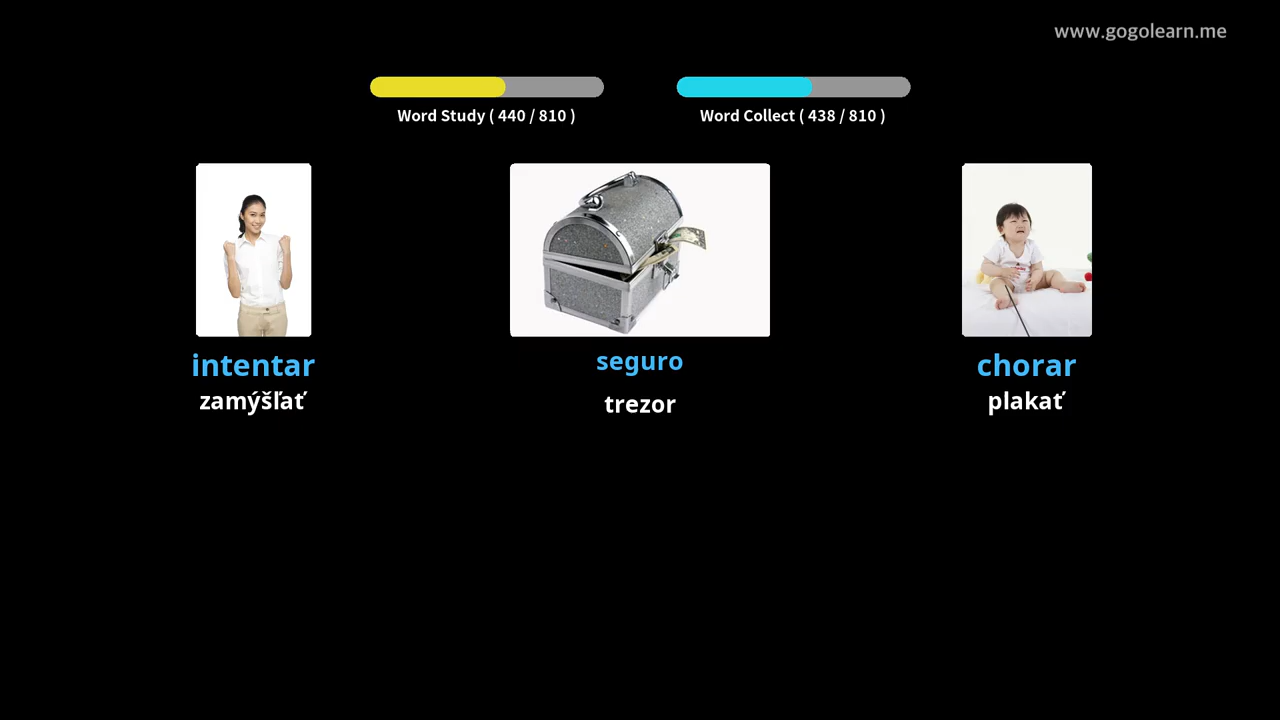 www.gogolearn.me
Word Study ( 440 / 810 )
Word Collect ( 438 / 810 )
intentar
zamýšľať
seguro
trezor
chorar
plakať